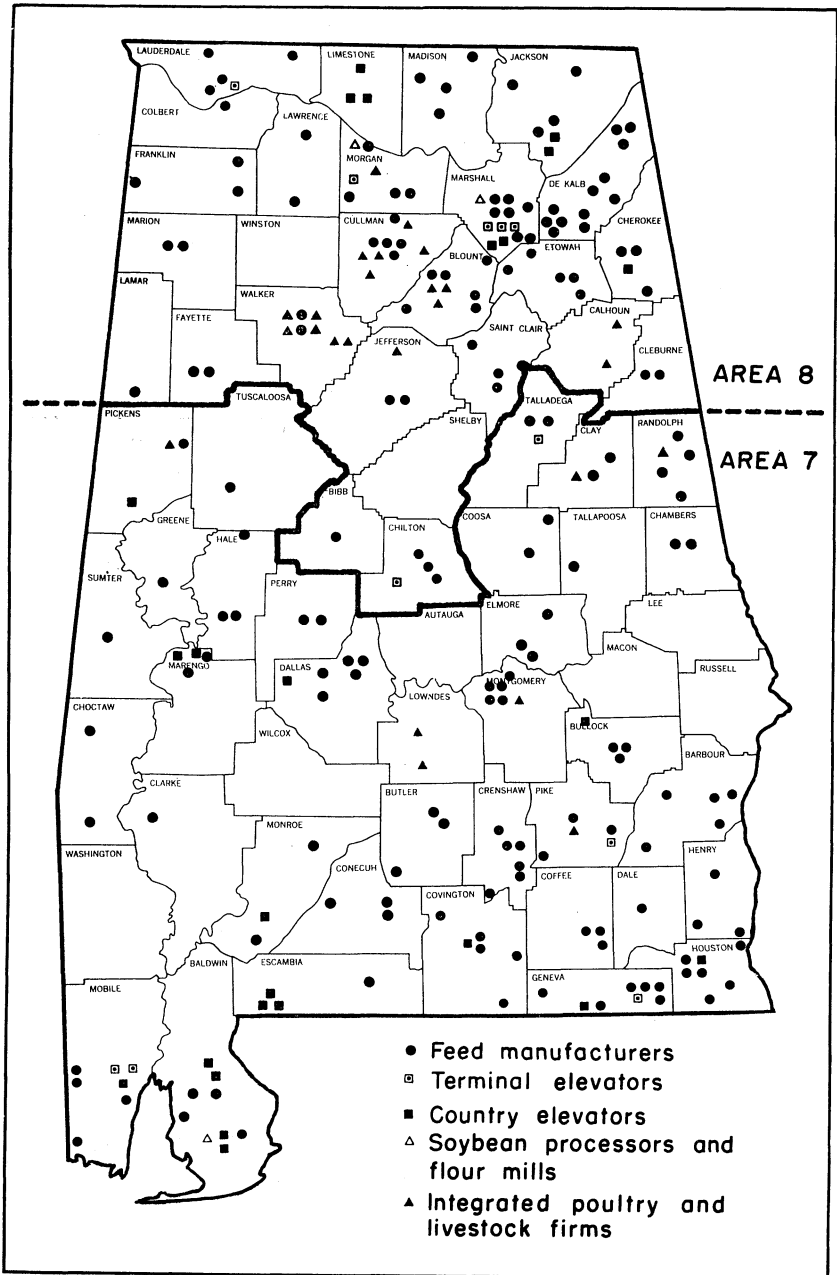 LAUDERDALE
LIMESTONE
MADISON
JACKSON
COLBERT
LAWRENCE
FRANKLIN
MORGAN
MARSHALL
DE KALB
MARION
WINSTON
CULLMAN
CHEROKEE
ETOWAH
BLOUNT
LAMAR
WALKER
FAYETTE
CALHOUN
SAINT CLAIR
JEFFERSON
CLEBURNE
AREA 8
TUSCALOOSA
TALLADEGA
PICKENS
SHELBY
CLAY
RANDOLPH
AREA 7
BIBB
GREENE
COOSA
TALLAPOOSA
CHAMBERS
CHILTON
HALE
SUMTER
PERRY
ELMORE
LEE
AUTAUGA
MACON
MARENGO
DALLAS
RUSSELL
MONTGOMERY
LOWNDES
CHOCTAW
BULLOCK
WILCOX
BARBOUR
CLARKE
BUTLER
CRENSHAW
PIKE
MONROE
WASHINGTON
HENRY
CONECUH
COFFEE
DALE
COVINGTON
HOUSTON
BALDWIN
ESCAMBIA
GENEVA
MOBILE
Feed manufacturers
Terminal elevators
Country elevators
Soybean processors and
flour mills
Integrated poultry and
livestock firms